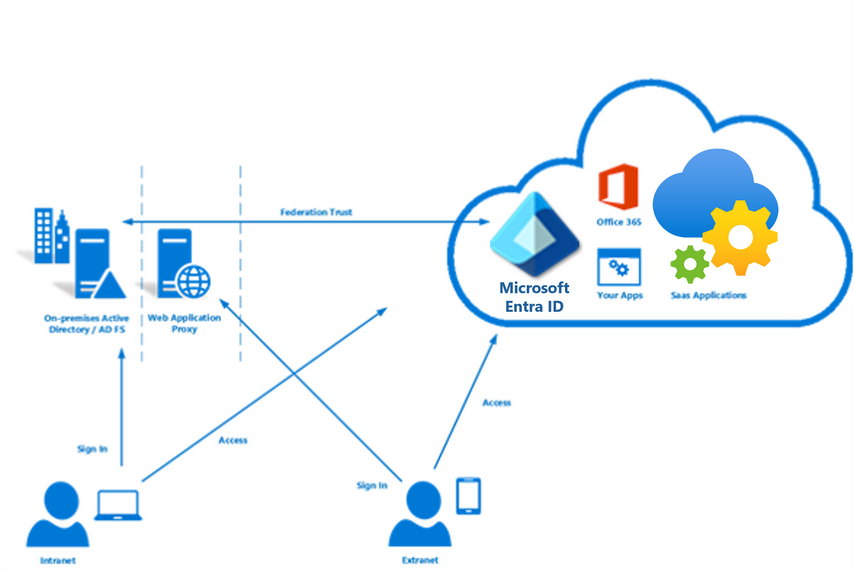 Federation Trust
Office 365
Microsoft
Entra ID
Your Apps
Saas Applications
On-premises Active
Directory / AD FS
Web Application
Proxy
Sign In
Access
Sign In
Access
Intranet
Extranet